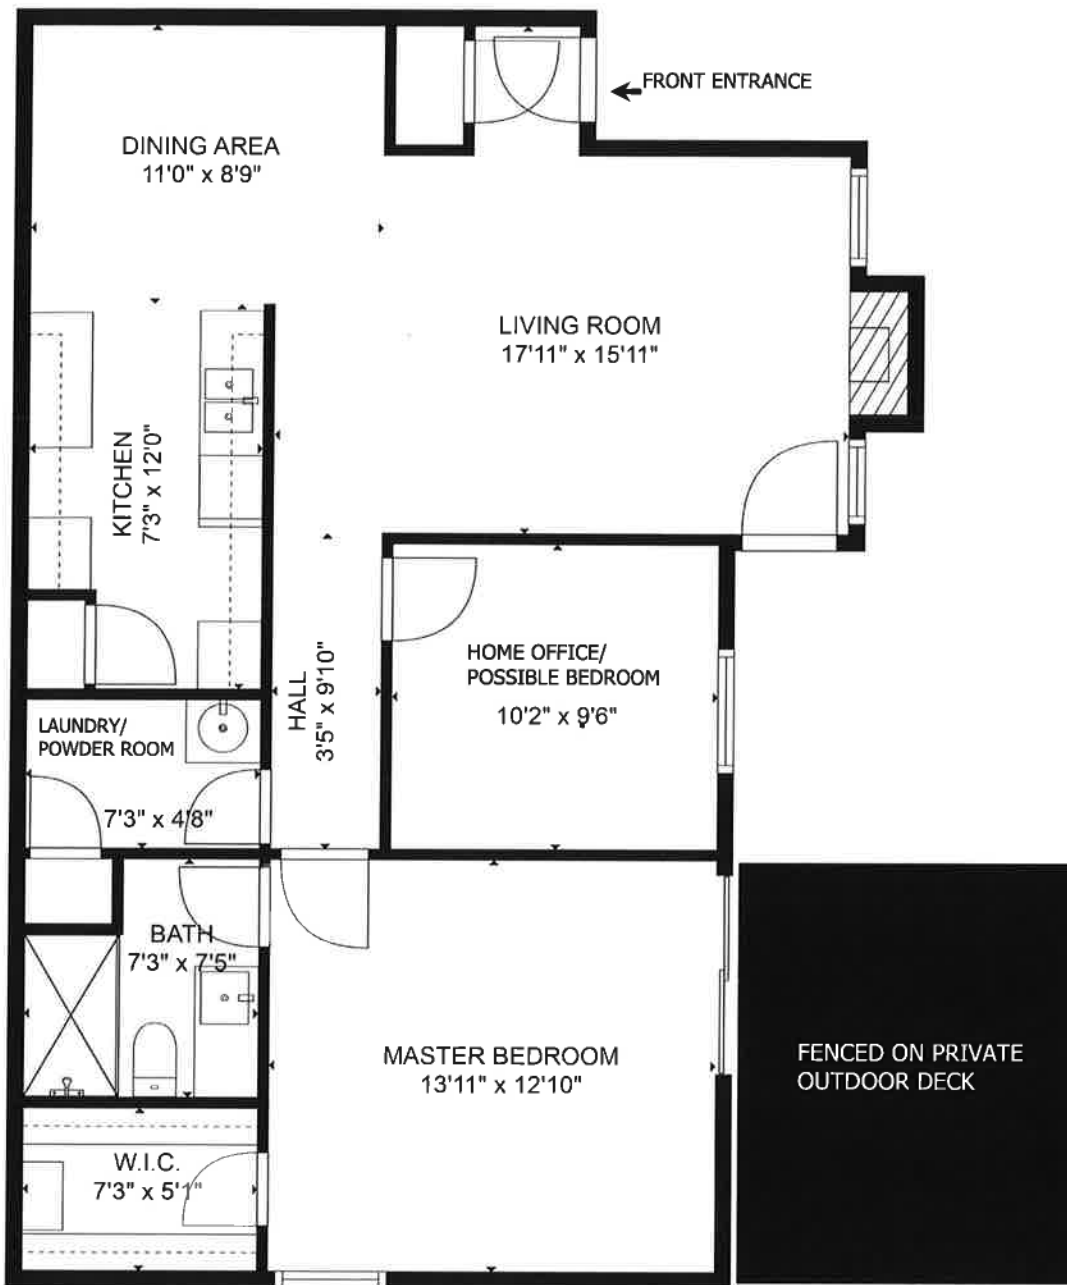 FRONT ENTRANCE
DINING AREA
11'0" x 8'9"
LIVING ROOM
17'11" x 15'11"
KITCHEN
7'3" x 12'0"
HOME OFFICE/
POSSIBLE BEDROOM
10'2" x 9'6"
HALL
3'5" x 9'10"
LAUNDRY/
POWDER ROOM
7'3" x 4'8"
BATH
7'3" x 7'5"
MASTER BEDROOM
13'11" x 12'10"
FENCED ON PRIVATE
OUTDOOR DECK
W.I.C.
7'3" x 5'1"